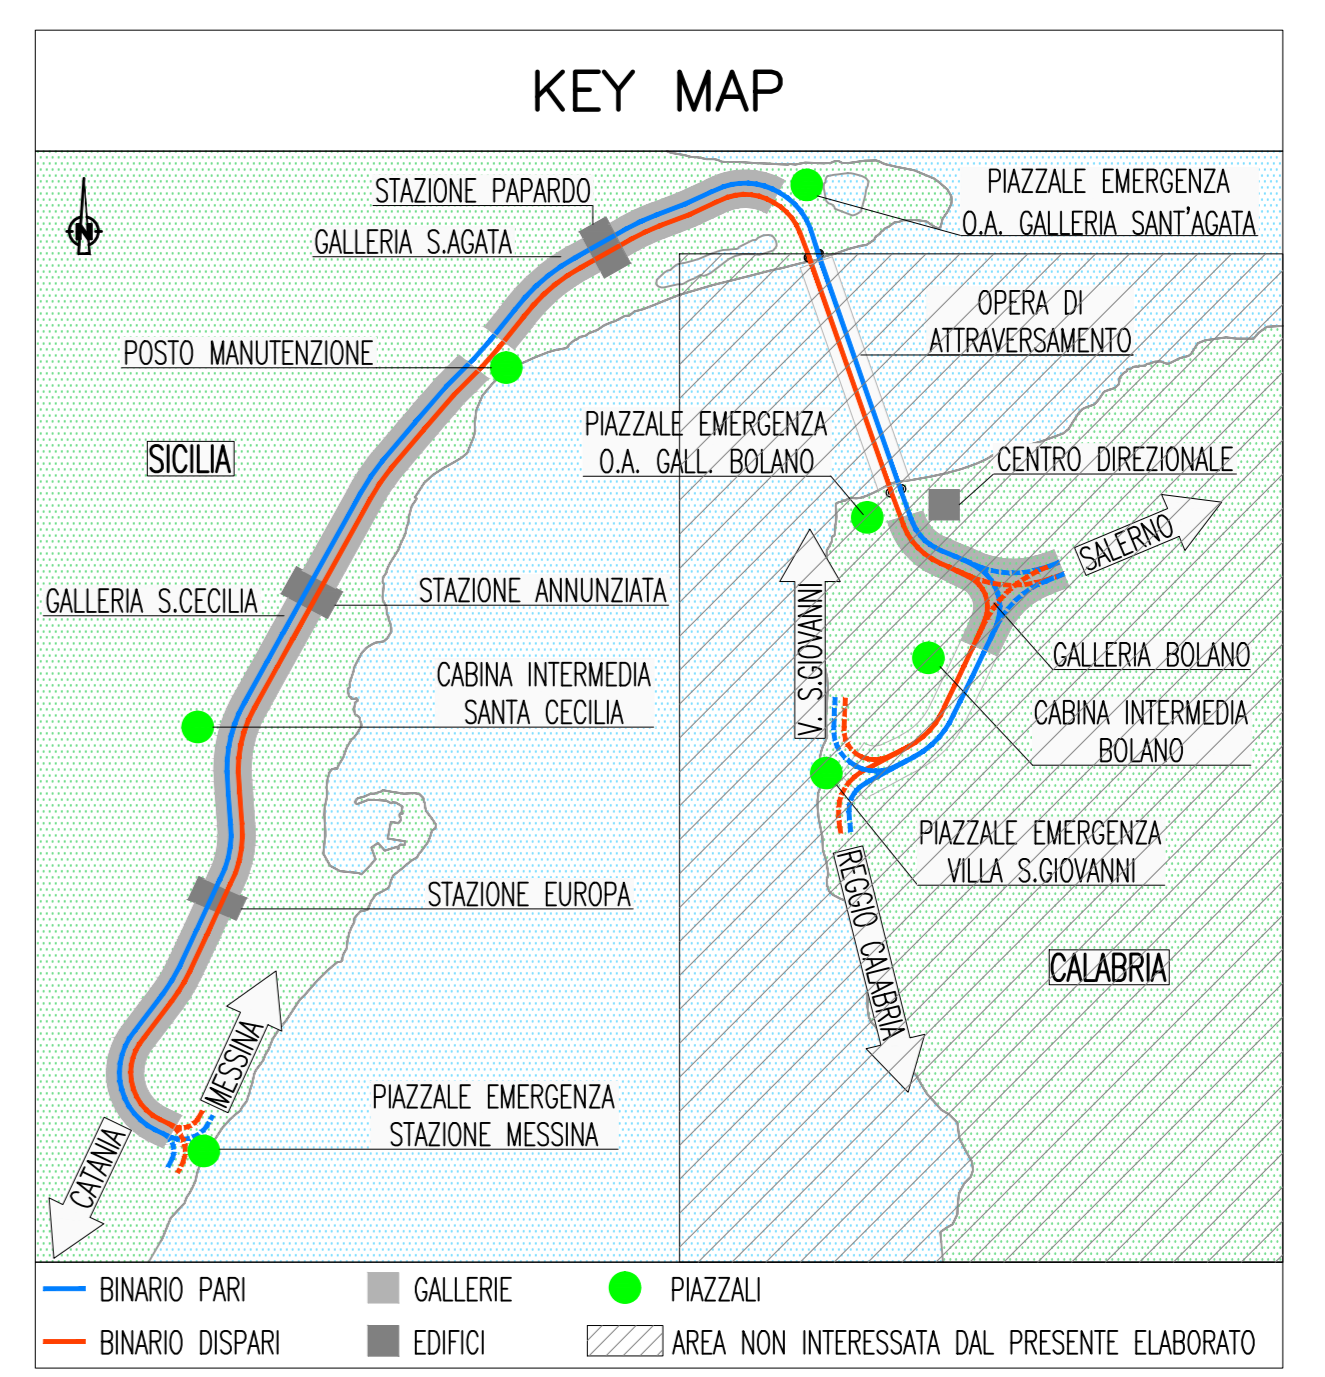 KEY MAP
STAZIONE PAPARDO
GALLERIA S.AGATA
PIAZZALE EMERGENZA
O.A. GALLERIA SANT'AGATA
N
OPERA DI
ATTRAVERSAMENTO
POSTO MANUTENZIONE
PIAZZALE EMERGENZA
O.A. GALL. BOLANO
SICILIA
CENTRO DIREZIONALE
SALERNO
STAZIONE ANNUNZIATA
GALLERIA S.CECILIA
V. S.GIOVANNI
GALLERIA BOLANO
CABINA INTERMEDIA
SANTA CECILIA
CABINA INTERMEDIA
BOLANO
PIAZZALE EMERGENZA
VILLA S.GIOVANNI
STAZIONE EUROPA
REGGIO CALABRIA
CALABRIA
MESSINA
PIAZZALE EMERGENZA
STAZIONE MESSINA
CATANIA
BINARIO PARI
GALLERIE
PIAZZALI
BINARIO DISPARI
EDIFICI
AREA NON INTERESSATA DAL PRESENTE ELABORATO